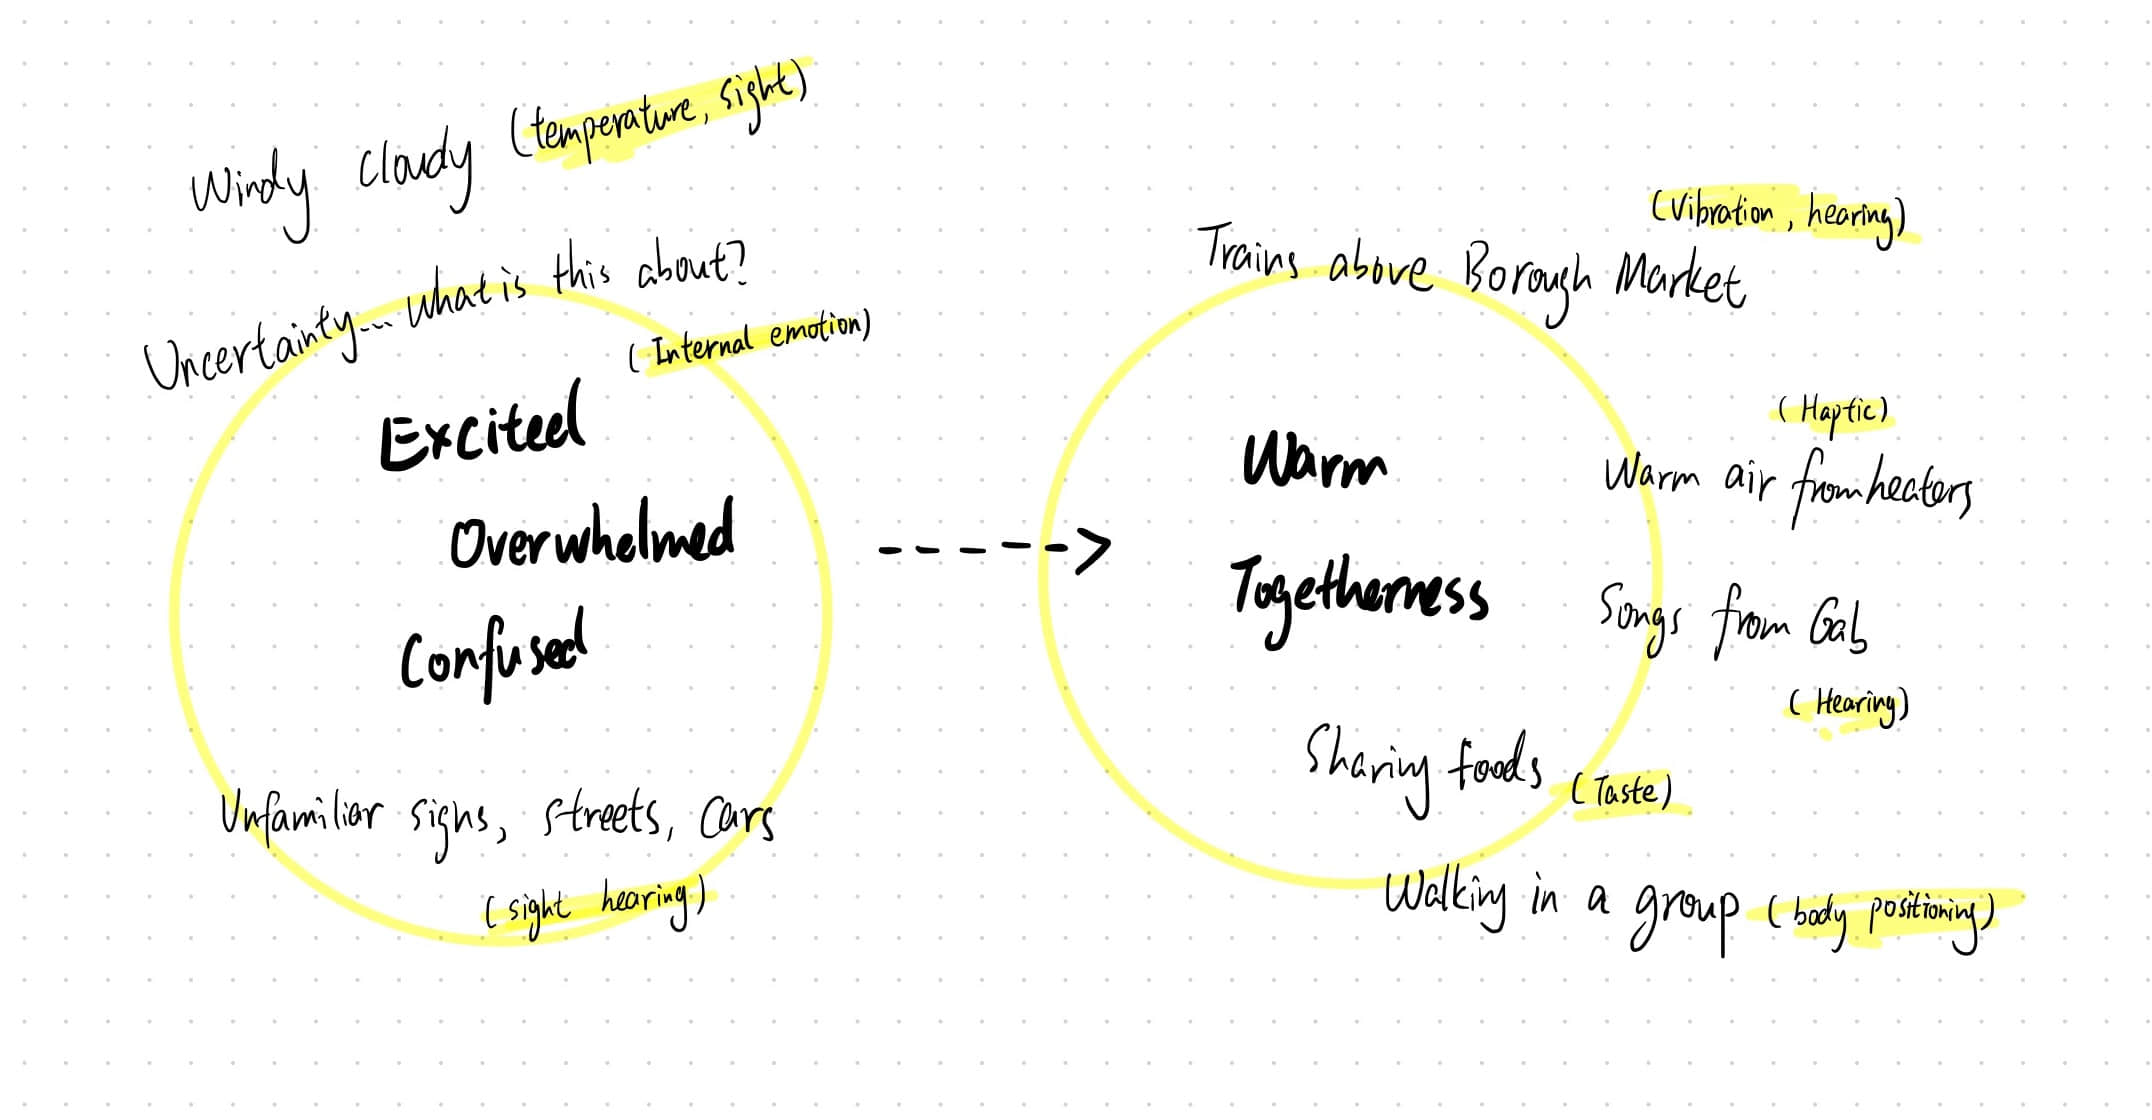 Windy cloudy (temperature, sight)
Uncertainty... what is this about?
(Internal emotion)
Excited
Overwhelmed
Confused
Unfamiliar signs, streets, cars
(sight hearing)
(Vibration, hearing)
Trains above Borough Market
Warm
Togetherness
(Haptic)
Warm air from heaters
Songs from Gab
(Hearing)
Sharing foods (Taste)
Walking in a group (body positioning)